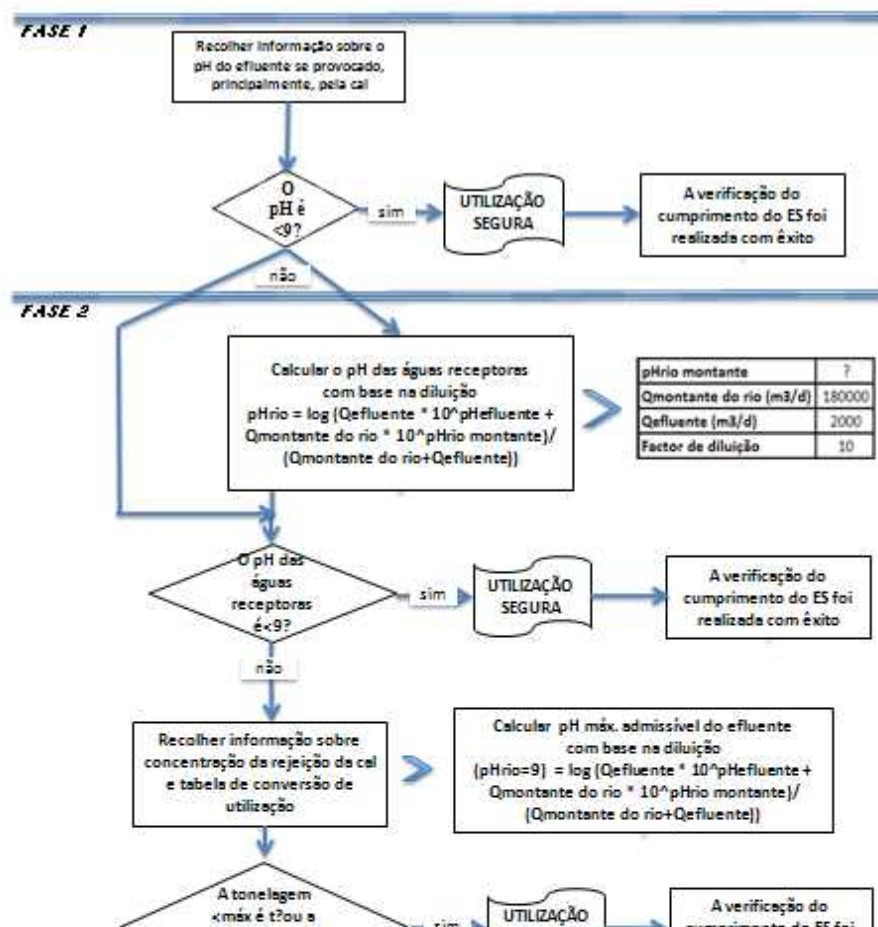 FASE 1
Recolher informação sobre o
pH do efluente se provocado,
principalmente, pela cal
O
pH é
<9?
sim
UTILIZAÇÃO
SEGURA
A verificação do
cumprimento do ES foi
realizada com êxito
não
FASE 2
Calcular o pH das águas receptoras
com base na diluição
pHrio = log (Qefluente * 10^pHefluente +
Qmontante do rio * 10^pHrio montante)/
(Qmontante do rio+Qefluente))
pHrio montante ?
Qmontante do rio (m3/d) 180000
Qefluente (m3/d) 2000
Factor de diluição 10
O pH das
águas
receptoras
é<9?
sim
UTILIZAÇÃO
SEGURA
A verificação do
cumprimento do ES foi
realizada com êxito
não
Recolher informação sobre
concentração da rejeição da cal
e tabela de conversão de
utilização
Calcular pH máx. admissível do efluente
com base na diluição
(pHrio=9) = log (Qefluente * 10^pHefluente +
Qmontante do rio * 10^pHrio montante)/
(Qmontante do rio+Qefluente))
A tonelagem
<máx é t?ou a
sim
UTILIZAÇÃO
A verificação do
cumprimento do ES foi